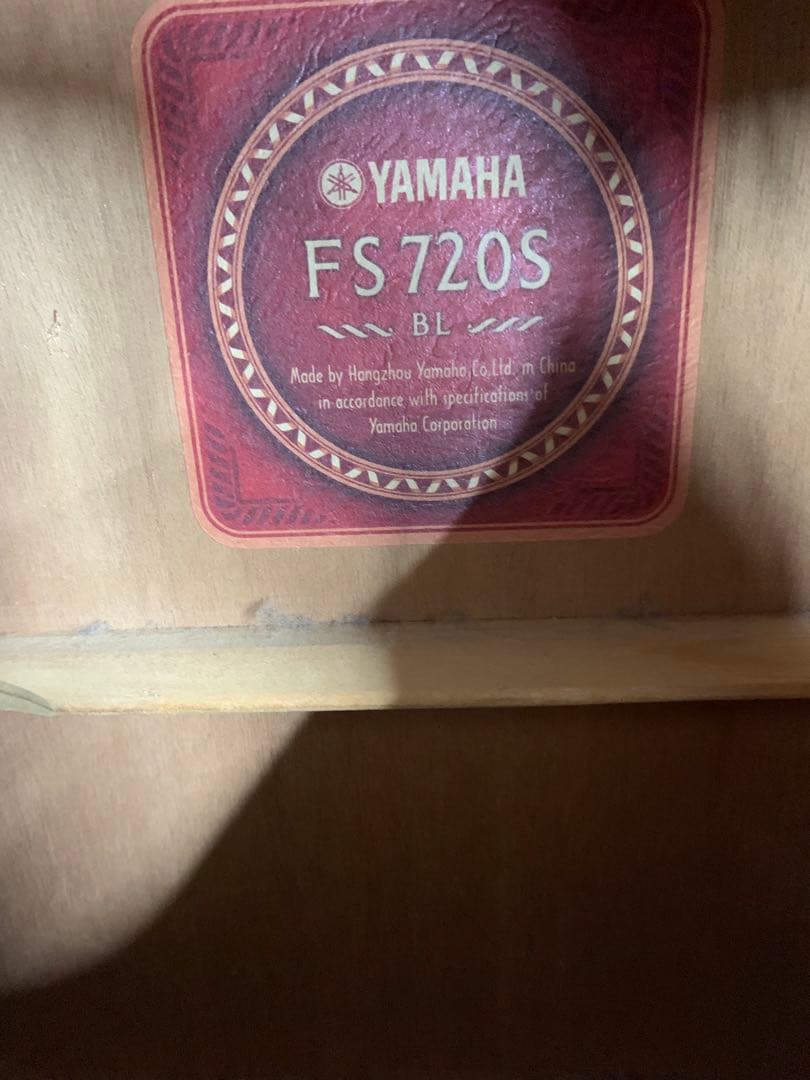 YAMAHA
FS720S
BL
Made by Hangzhou Yamaha Co.Ltd. in China
in accordance with specifications of
Yamaha Corporation